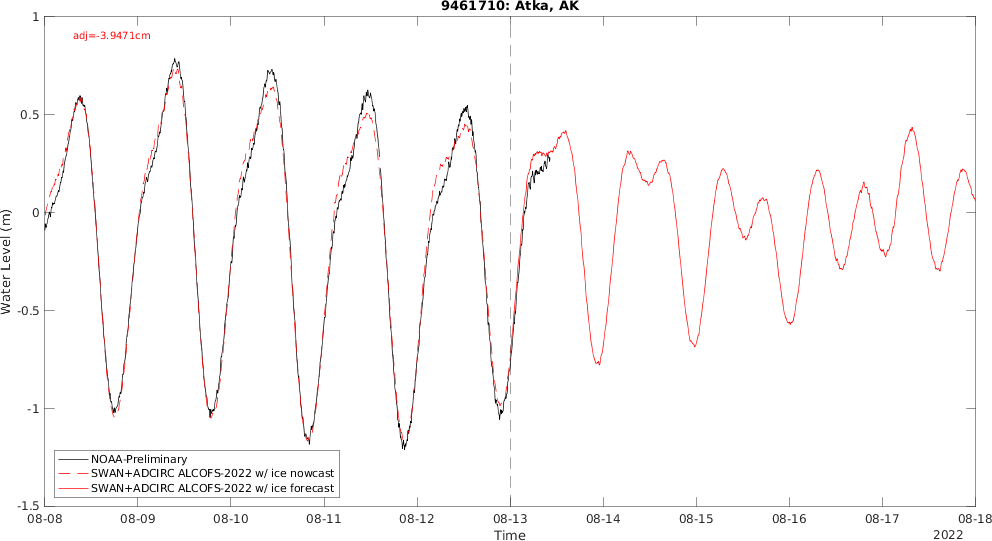 9461710: Atka, AK
adj=-3.9471cm
1
0.5
0
-0.5
-1
-1.5
Water Level (m)
NOAA-Preliminary
SWAN+ADCIRC ALCOFS-2022 w/ ice nowcast
SWAN+ADCIRC ALCOFS-2022 w/ ice forecast
08-08 08-09 08-10 08-11 08-12 08-13 08-14 08-15 08-16 08-17 08-18
Time
2022